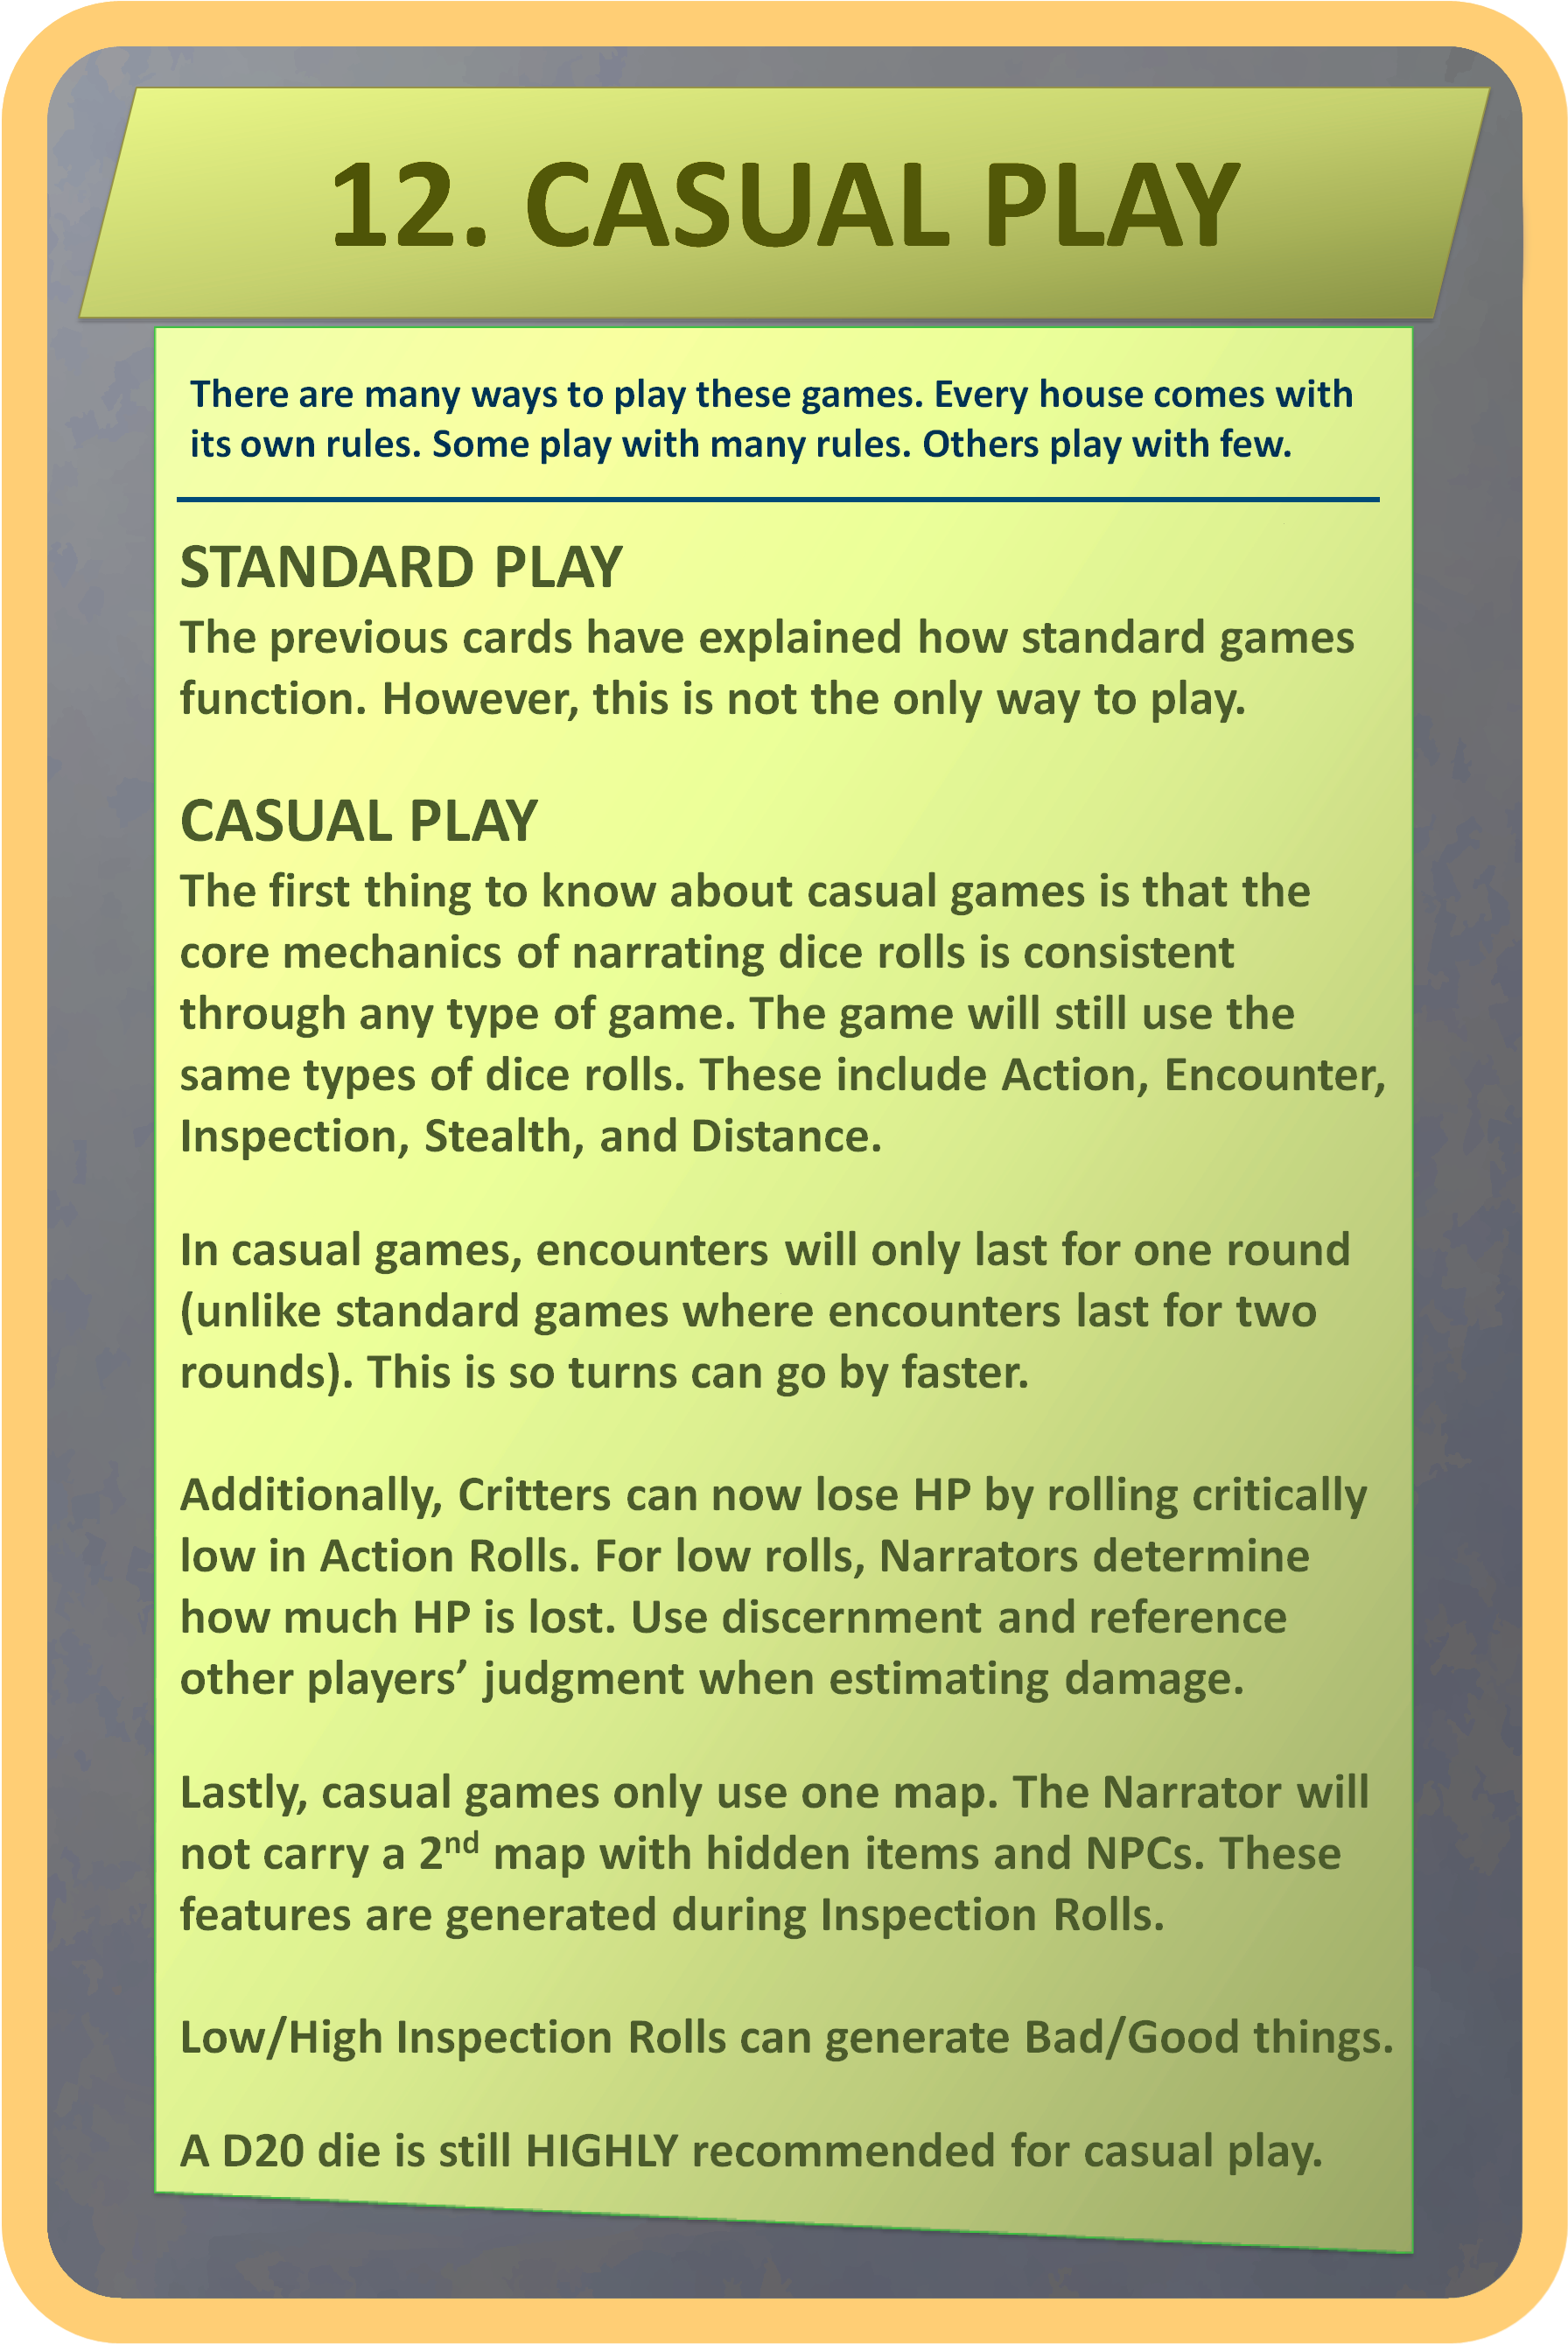 12. CASUAL PLAY
There are many ways to play these games. Every house comes with
its own rules. Some play with many rules. Others play with few.
STANDARD PLAY
The previous cards have explained how standard games
function. However, this is not the only way to play.
CASUAL PLAY
The first thing to know about casual games is that the
core mechanics of narrating dice rolls is consistent
through any type of game. The game will still use the
same types of dice rolls. These include Action, Encounter,
Inspection, Stealth, and Distance.
In casual games, encounters will only last for one round
(unlike standard games where encounters last for two
rounds). This is so turns can go by faster.
Additionally, Critters can now lose HP by rolling critically
low in Action Rolls. For low rolls, Narrators determine
how much HP is lost. Use discernment and reference
other players’ judgment when estimating damage.
Lastly, casual games only use one map. The Narrator will
not carry a 2nd map with hidden items and NPCs. These
features are generated during Inspection Rolls.
Low/High Inspection Rolls can generate Bad/Good things.
A D20 die is still HIGHLY recommended for casual play.